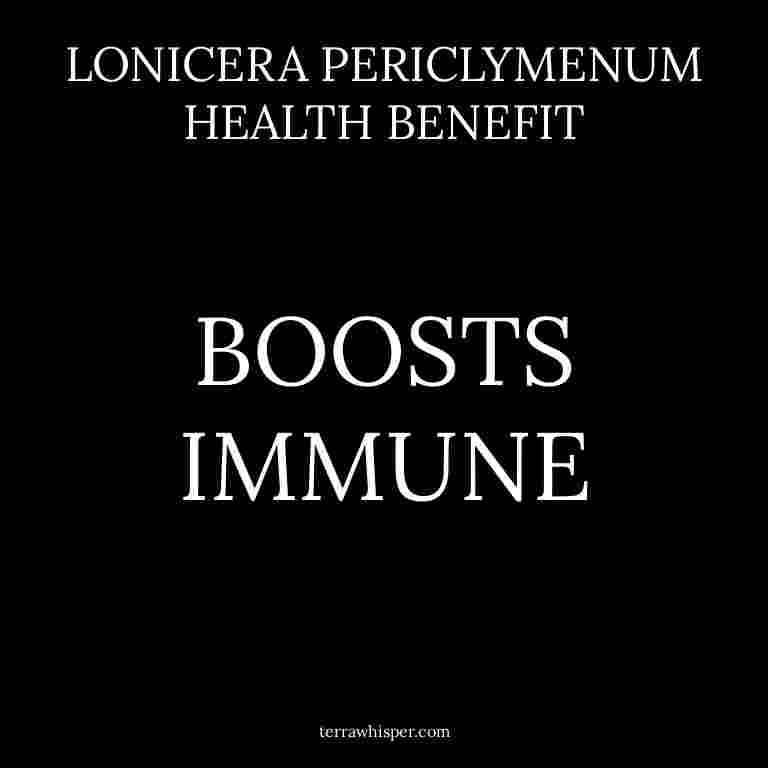 LONICERA PERICLYMENUM
HEALTH BENEFIT
BOOSTS
IMMUNE
terrawhisper.com